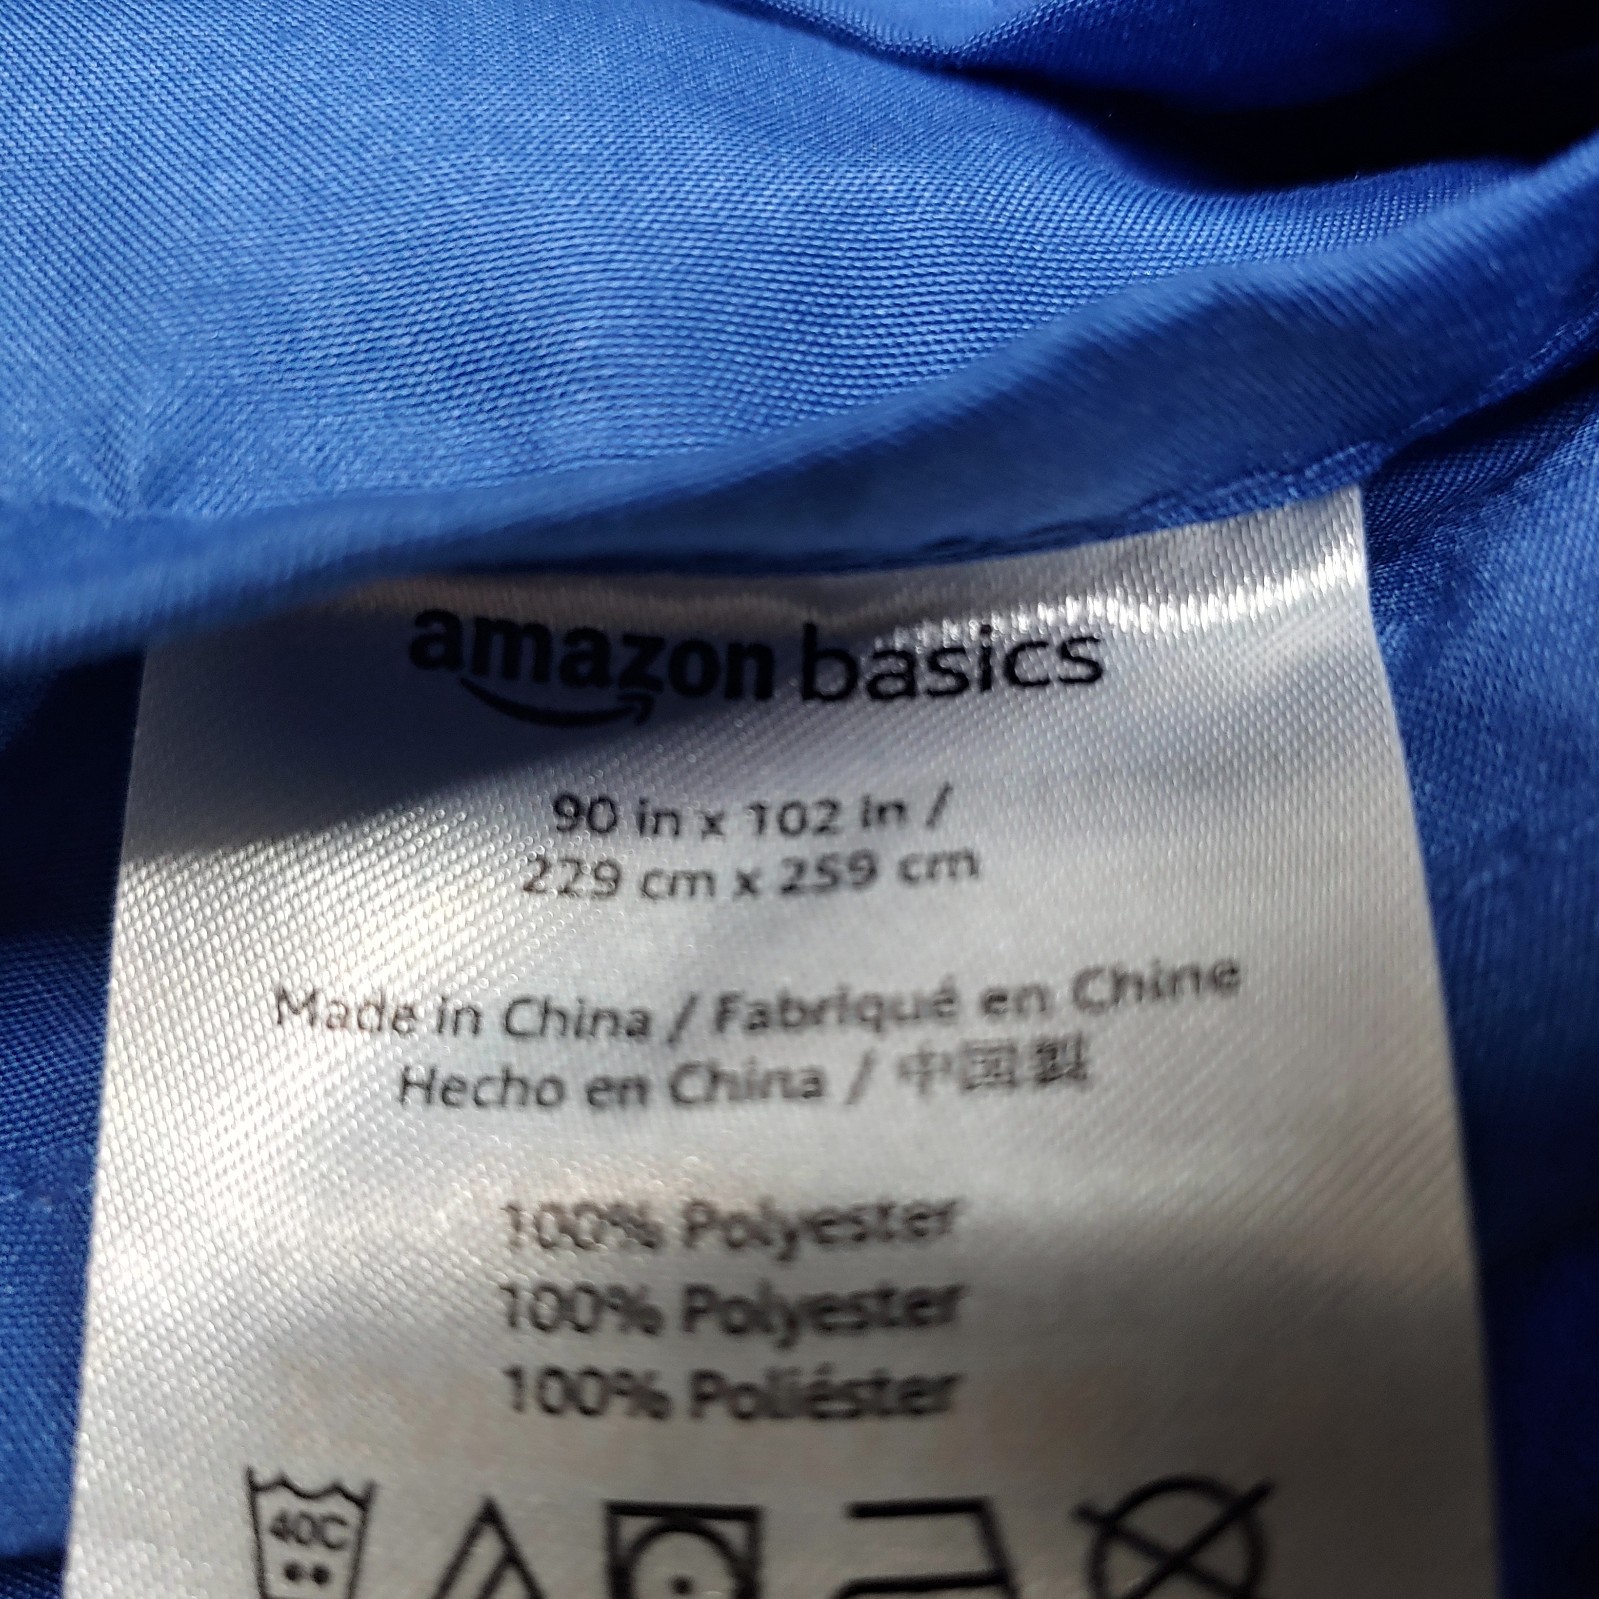 amazon basics
90 in x 102 in /
229 cm x 259 cm
Made in China / Fabriqué en Chine
Hecho en China / 中国製
100% Polyester
100% Polyester
100% Poliéster
40C